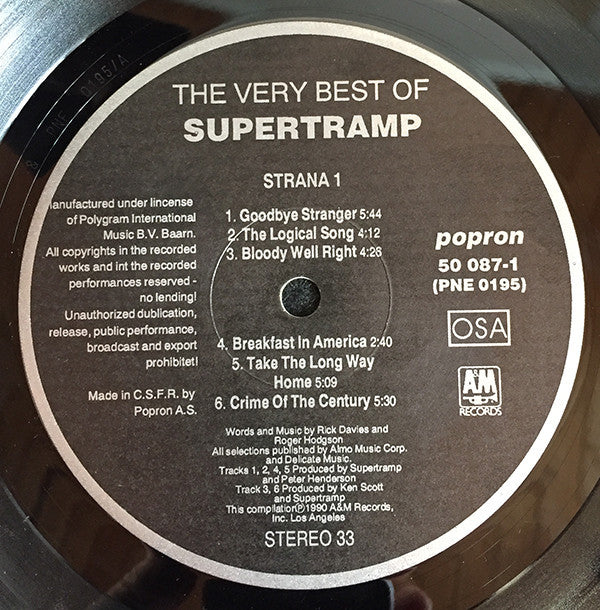 8 PNE 0195/A
THE VERY BEST OF
SUPERTRAMP
STRANA 1
anufactured under lincense
of Polygram International
Music B.V. Baarn.
All copyrights in the recorded
works and int the recorded
performances reserved -
no lending!
Unauthorized dublication,
release, public performance,
broadcast and export
prohibitet!
Made in C.S.F.R. by
Popron A.S.
1. Goodbye Stranger 5:44
2. The Logical Song 4:12
3. Bloody Well Right 4:26
4. Breakfast In America 2:40
5. Take The Long Way
Home 5:09
6. Crime Of The Century 5:30
popron
50 087-1
(PNE 0195)
OSA
A&M
RECORDS
Words and Music by Rick Davies and
Roger Hodgson
All selections published by Almo Music Corp.
and Delicate Music.
Tracks 1, 2, 4, 5 Produced by Supertramp
and Peter Henderson
Track 3, 6 Produced by Ken Scott
and Supertramp
This compilation℗1990 A&M Records,
Inc. Los Angeles
STEREO 33